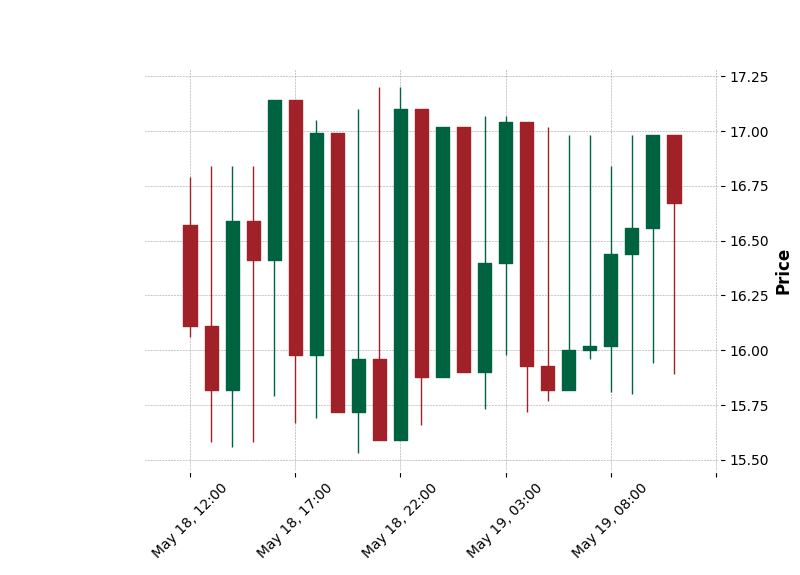 17.25
17.00
16.75
16.50
16.25
16.00
15.75
15.50
Price
May 18, 12:00
May 18, 17:00
May 18, 22:00
May 19, 03:00
May 19, 08:00